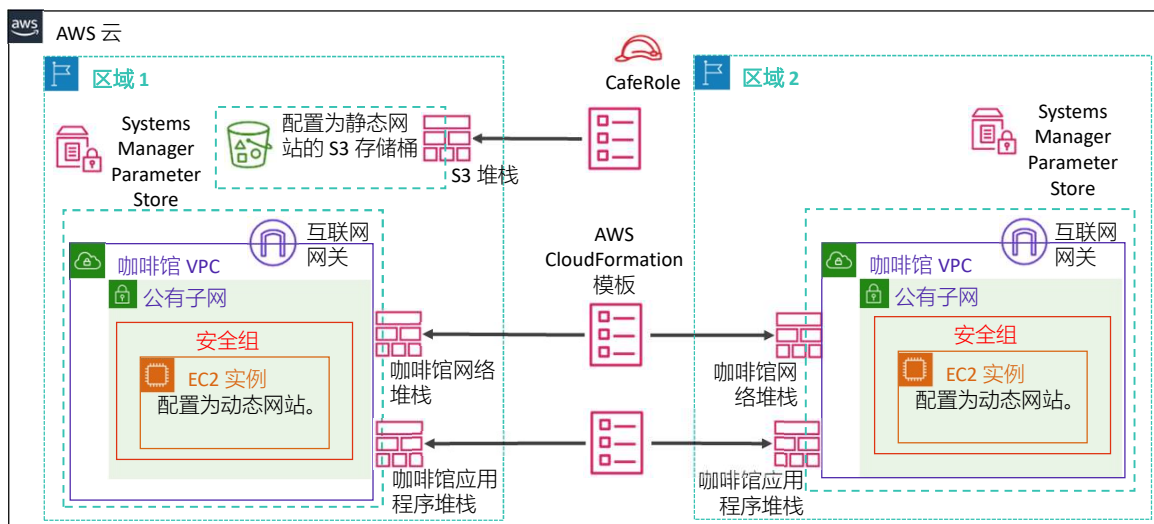 aws
AWS 云
区域 1
Systems
Manager
Parameter
Store
配置为静态网
站的 S3 存储桶
S3 堆栈
CafeRole
区域 2
Systems
Manager
Parameter
Store
互联网
网关
咖啡馆 VPC
公有子网
安全组
EC2 实例
配置为动态网站。
咖啡馆网络
堆栈
咖啡馆应用
程序堆栈
AWS
CloudFormation
模板
互联网
网关
咖啡馆 VPC
公有子网
安全组
EC2 实例
配置为动态网站。
咖啡馆网
络堆栈
咖啡馆应用
程序堆栈